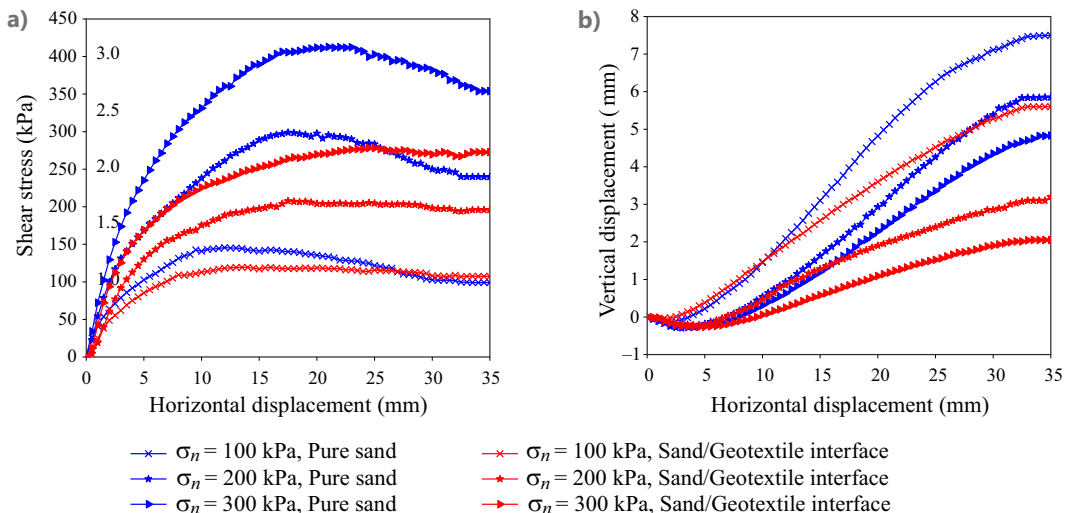 a)
450
400
350
300
250
200
150
100
50
0
3.0
2.5
2.0
1.5
Shear stress (kPa)
0 5 10 15 20 25 30 35
Horizontal displacement (mm)
b)
8
7
6
5
4
3
2
1
0
–1
Vertical displacement ( mm)
0 5 10 15 20 25 30 35
Horizontal displacement (mm)
σn = 100 kPa, Pure sand
σn = 200 kPa, Pure sand
σn = 300 kPa, Pure sand
σn = 100 kPa, Sand/Geotextile interface
σn = 200 kPa, Sand/Geotextile interface
σn = 300 kPa, Sand/Geotextile interface